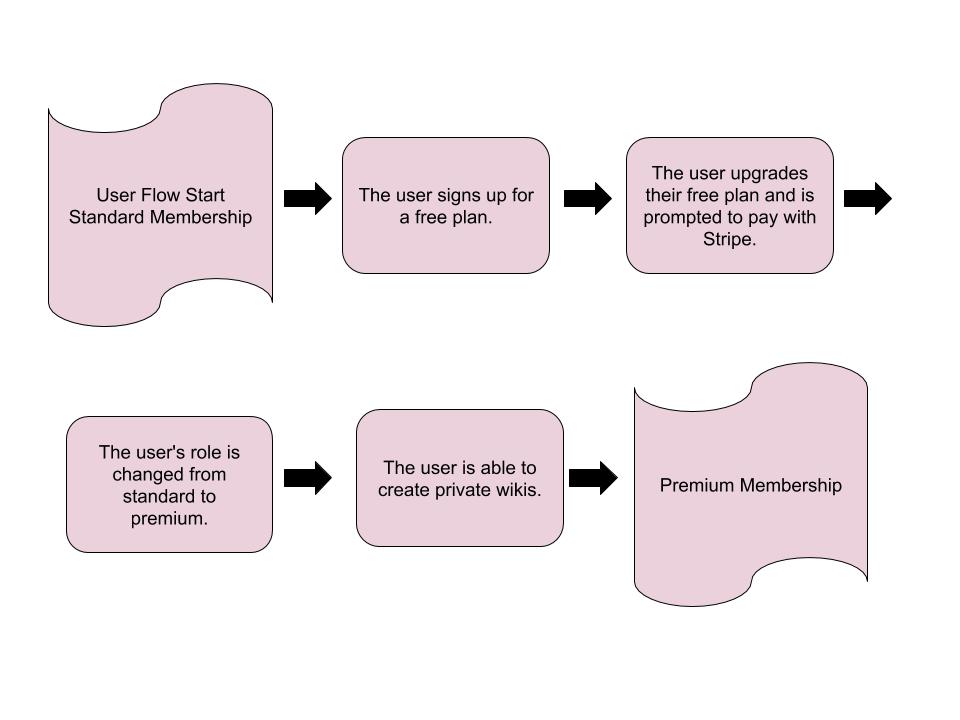 User Flow Start
Standard Membership
The user signs up for
a free plan.
The user upgrades
their free plan and is
prompted to pay with
Stripe.
The user's role is
changed from
standard to
premium.
The user is able to
create private wikis.
Premium Membership